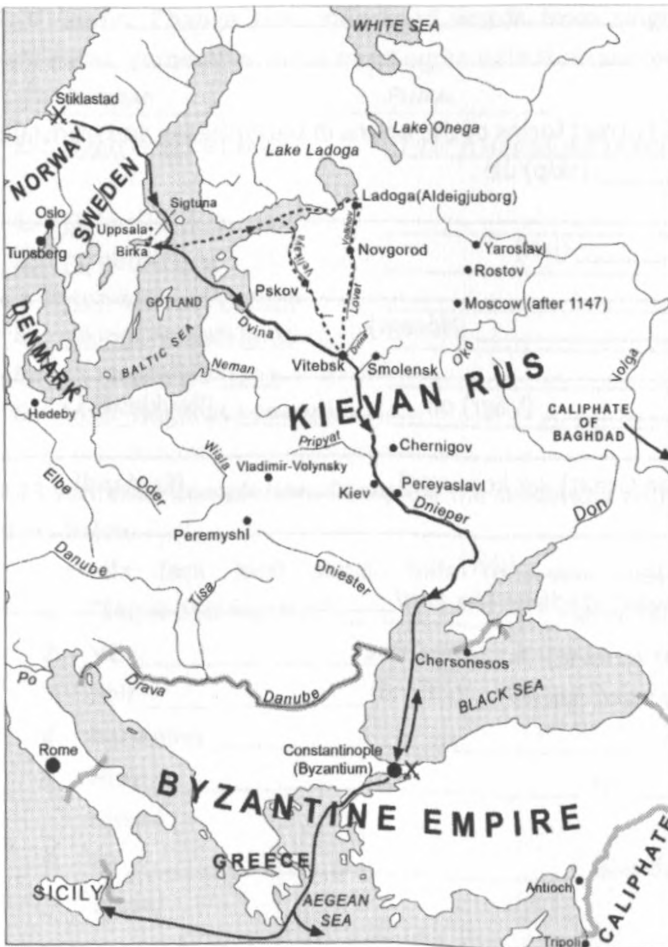 WHITE SEA
Stiklastad
Lake Onega
Lake Ladoga
NORWAY
SWEDEN
Sigtuna
Ladoga(Aldeigjuborg)
Oslo
Uppsala
Birka
Tunsberg
Novgorod
Yaroslavl
Rostov
Pskov
Lovat
Moscow (after 1147)
GOTLAND
Dvina
DENMARK
BALTIC SEA
Oko
Vitebsk
Smolensk
Neman
Volga
KIEVAN RUS
Hedeby
CALIPHATE
OF
BAGHDAD
Pripyat
Chernigov
Wisla
Vladimir-Volynsky
Elbe
Oder
Kiev
Pereyaslavl
Don
Dnieper
Peremyshl
Danube
Tisa
Dniester
Chersonesos
Po
Drava
Danube
BLACK SEA
Rome
Constantinople
(Byzantium)
BYZANTINE EMPIRE
GREECE
CALIPHATE
SICILY
AEGEAN
SEA
Antioch
Tripoli